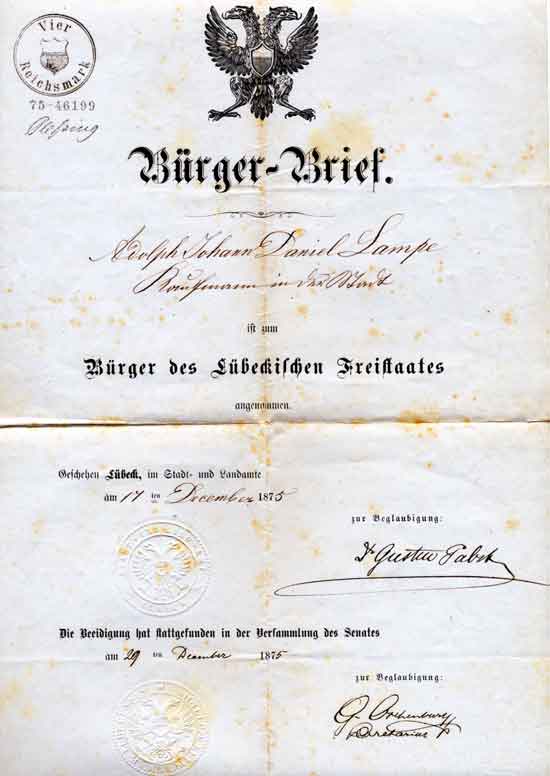 Vier
Reichsmark
75-46199
Bürger-Brief.
Adolph Johann Daniel Lampe
Kaufmann in der Stadt
ist zum
Bürger des Lübeckischen Freistaates
angenommen.
Geschehen Lübeck, im Stadt- und Landamte
am 17 ten December 1875
zur Beglaubigung:
Dr Gustav Pabst
Die Beeidigung hat stattgefunden in der Versammlung des Senates
am 29 ten December 1875
zur Beglaubigung:
G.
Secretarius